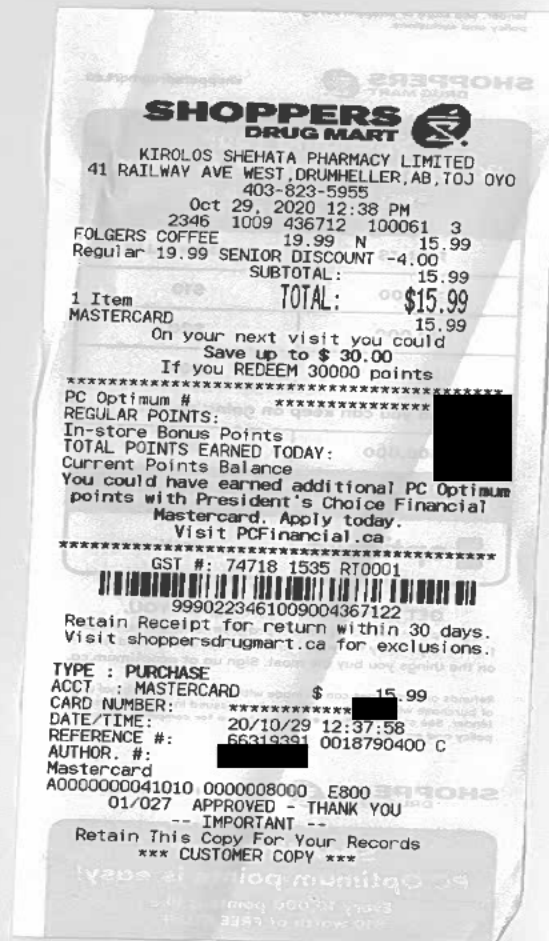 SHOPPERS
DRUG MART
KIROLOS SHEHATA PHARMACY LIMITED
41 RAILWAY AVE WEST,DRUMHELLER,AB,TOJ OYO
403-823-5955
Oct 29, 2020 12:38 PM
2346 1009 436712 100061 3
FOLGERS COFFEE 19.99 N 15.99
Regular 19.99 SENIOR DISCOUNT -4.00
SUBTOTAL: 15.99
1 Item TOTAL: $15.99
MASTERCARD 15.99
On your next visit you could
Save up to $ 30.00
If you REDEEM 30000 points
******************************************
PC Optimum # ***************
REGULAR POINTS:
In-store Bonus Points
TOTAL POINTS EARNED TODAY:
Current Points Balance
You could have earned additional PC Optimum
points with President's Choice Financial
Mastercard. Apply today.
Visit PCFinancial.ca
******************************************
GST #: 74718 1535 RT0001
9990223461009004367122
Retain Receipt for return within 30 days.
Visit shoppersdrugmart.ca for exclusions.
TYPE : PURCHASE
ACCT : MASTERCARD $ 15.99
CARD NUMBER: ************
DATE/TIME: 20/10/29 12:37:58
REFERENCE #: 66319391 0018790400 C
AUTHOR. #:
Mastercard
A0000000041010 0000008000 E800
01/027 APPROVED - THANK YOU
-- IMPORTANT --
Retain This Copy For Your Records
*** CUSTOMER COPY ***